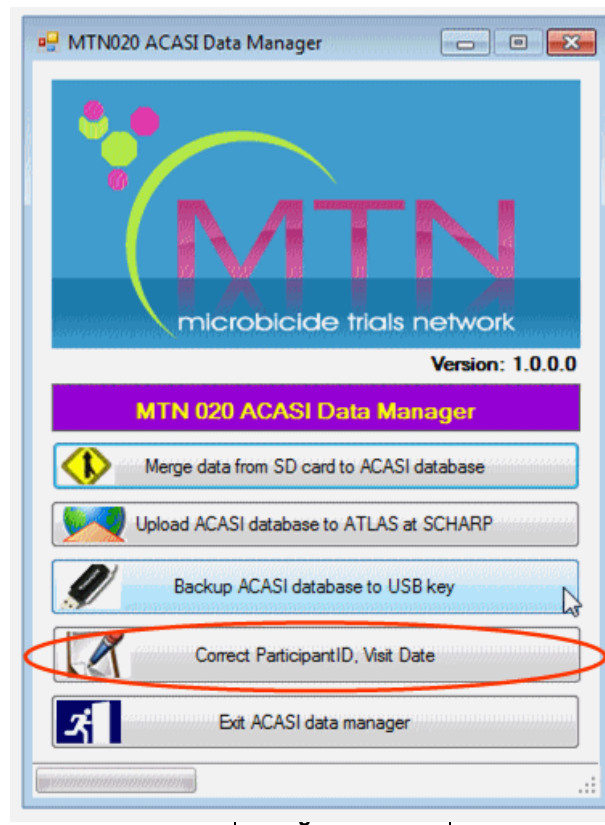 MTN020 ACASI Data Manager
MTN
microbicide trials network
Version: 1.0.0.0
MTN 020 ACASI Data Manager
Merge data from SD card to ACASI database
Upload ACASI database to ATLAS at SCHARP
Backup ACASI database to USB key
Correct ParticipantID, Visit Date
Exit ACASI data manager